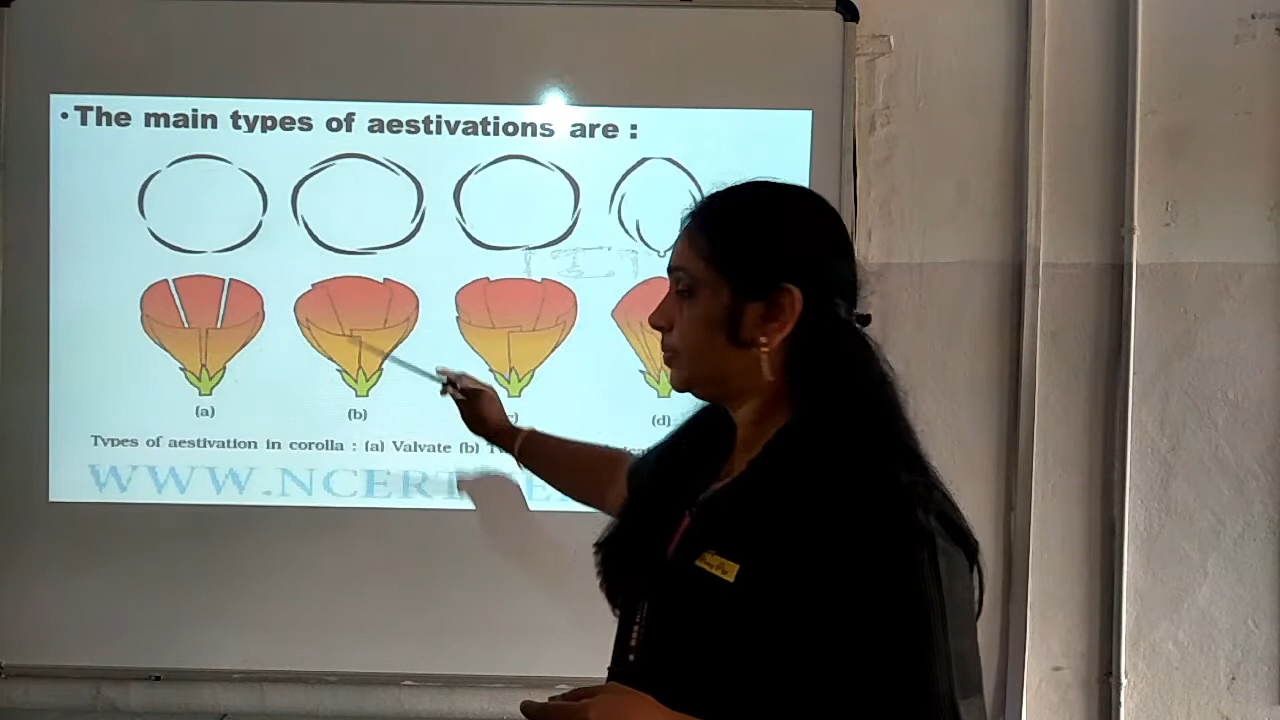 •The main types of aestivations are :
(a) (b) (d)
Types of aestivation in corolla : (a) Valvate (b)
WWW.NCERT